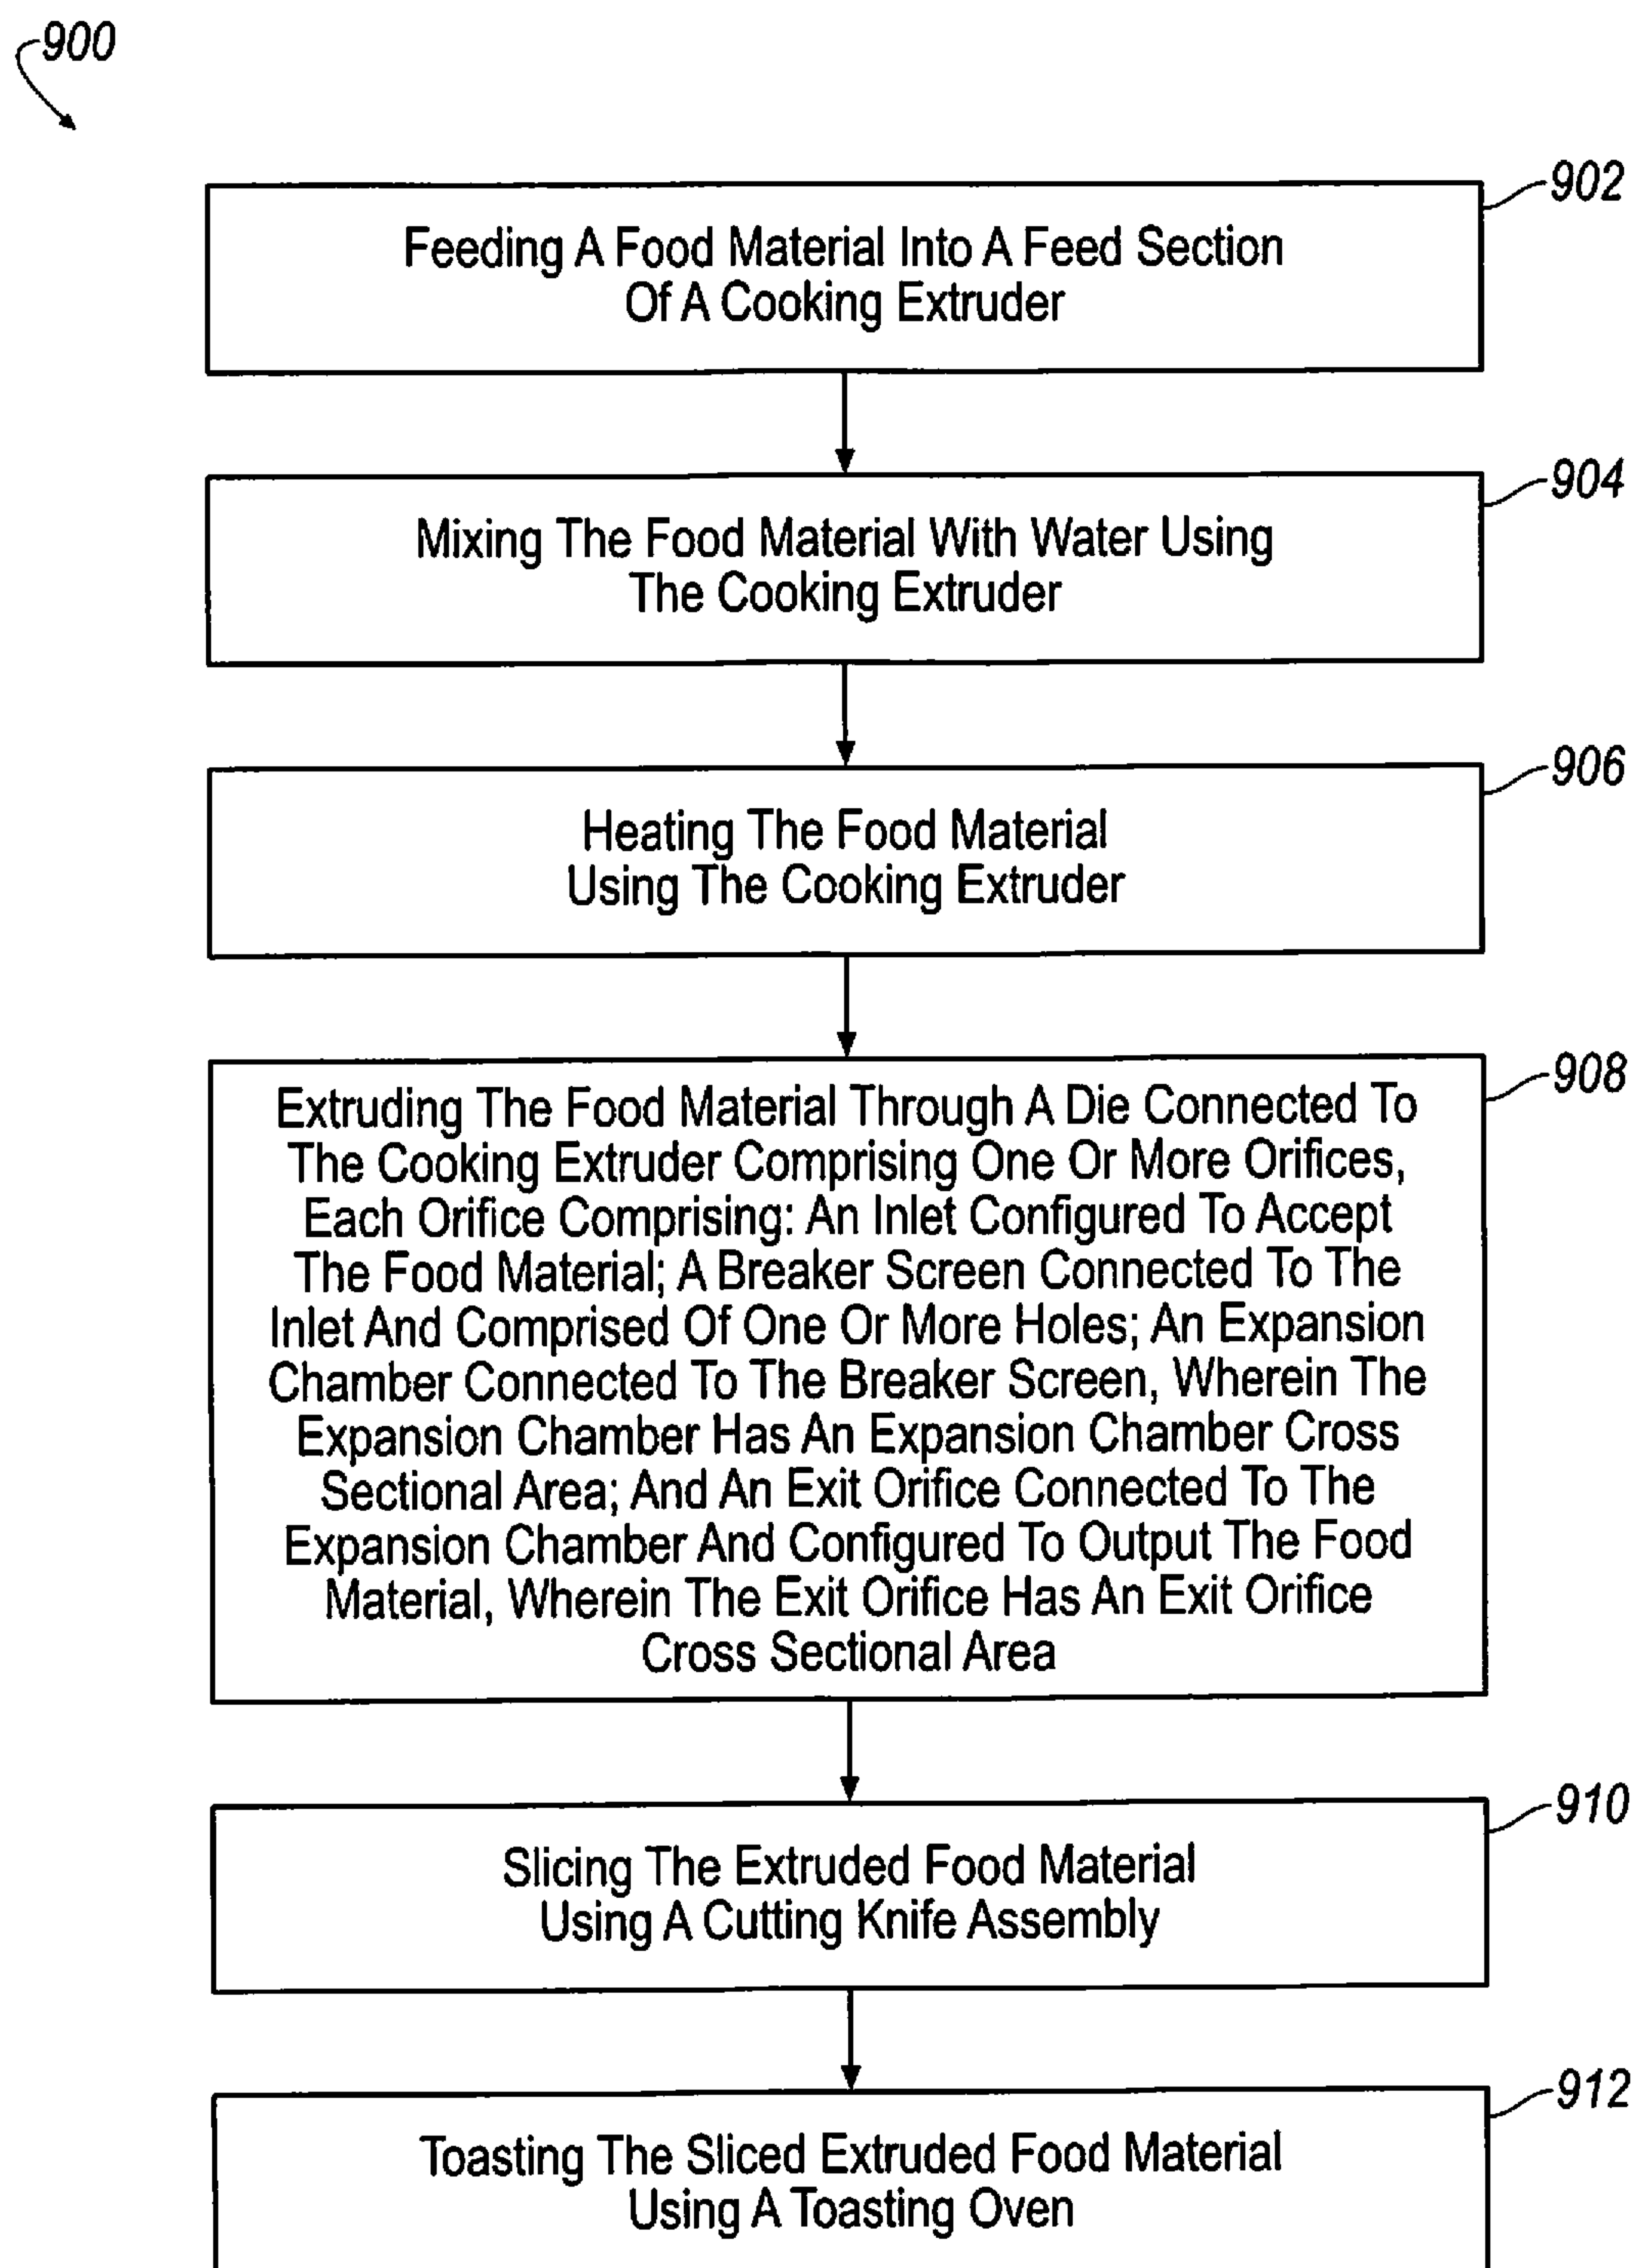 900
902
Feeding A Food Material Into A Feed Section
Of A Cooking Extruder
904
Mixing The Food Material With Water Using
The Cooking Extruder
906
Heating The Food Material
Using The Cooking Extruder
908
Extruding The Food Material Through A Die Connected To
The Cooking Extruder Comprising One Or More Orifices,
Each Orifice Comprising: An Inlet Configured To Accept
The Food Material; A Breaker Screen Connected To The
Inlet And Comprised Of One Or More Holes; An Expansion
Chamber Connected To The Breaker Screen, Wherein The
Expansion Chamber Has An Expansion Chamber Cross
Sectional Area; And An Exit Orifice Connected To The
Expansion Chamber And Configured To Output The Food
Material, Wherein The Exit Orifice Has An Exit Orifice
Cross Sectional Area
910
Slicing The Extruded Food Material
Using A Cutting Knife Assembly
912
Toasting The Sliced Extruded Food Material
Using A Toasting Oven